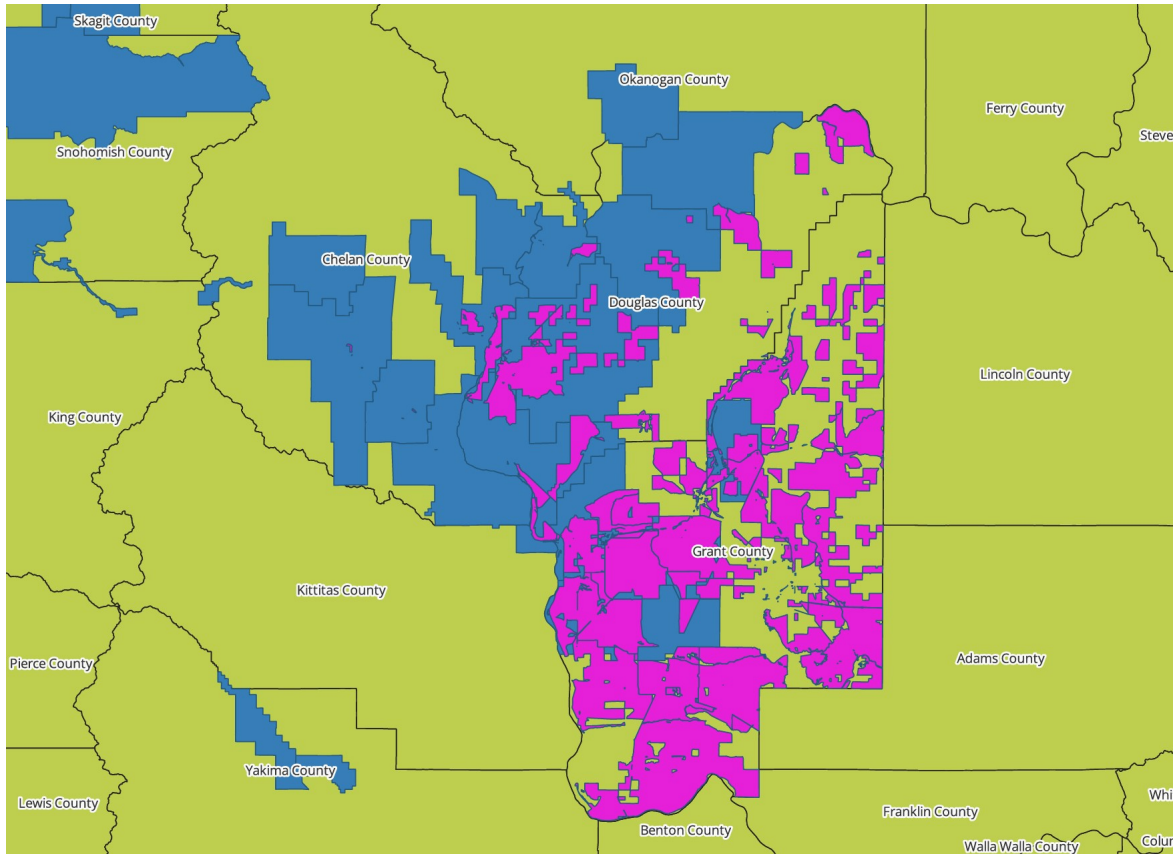 Skagit County
Okanogan County
Ferry County
Steve
Snohomish County
Chelan County
Douglas County
Lincoln County
King County
Grant County
Kittitas County
Pierce County
Adams County
Yakima County
Lewis County
Whi
Franklin County
Benton County
Walla Walla County
Colum